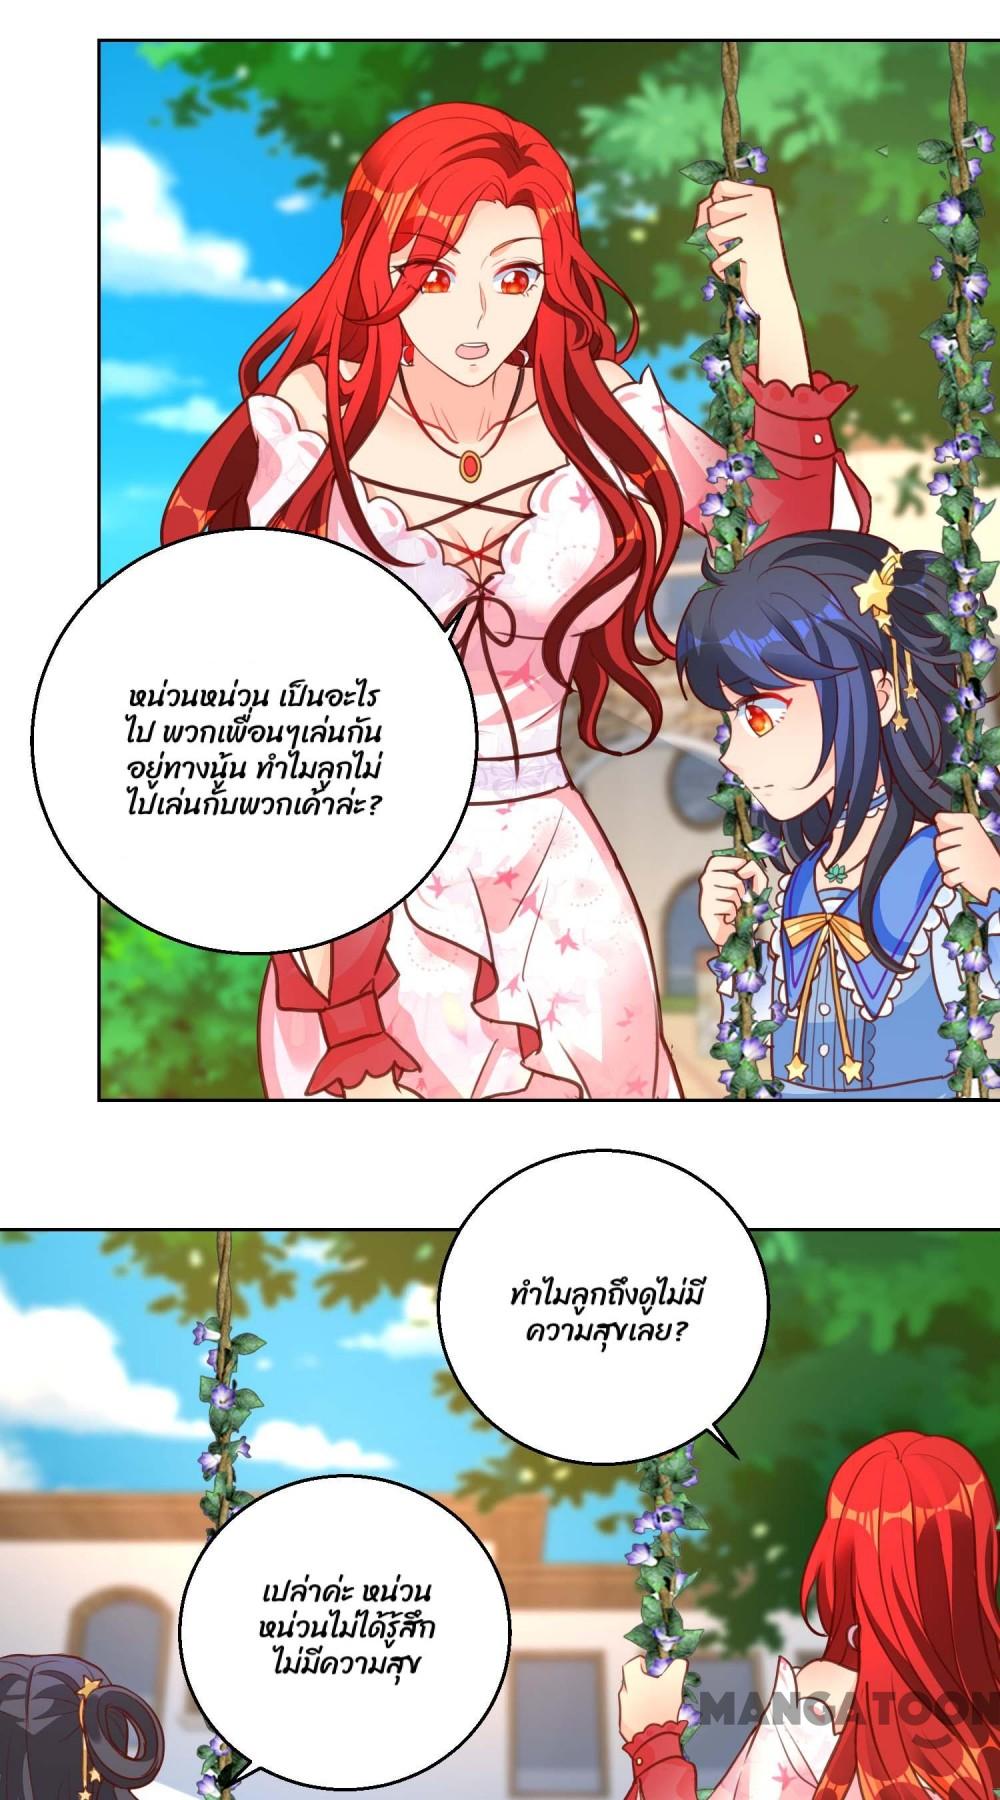 หน่วนหน่วน เป็นอะไร
ไป พวกเพื่อนๆเล่นกัน
อยู่ทางนู้น ทำไมลูกไม่
ไปเล่นกับพวกเค้าล่ะ?
ทำไมลูกถึงดูไม่มี
ความสุขเลย?
เปล่าค่ะ หน่วน
หน่วนไม่ได้รู้สึก
ไม่มีความสุข
MANGATOON